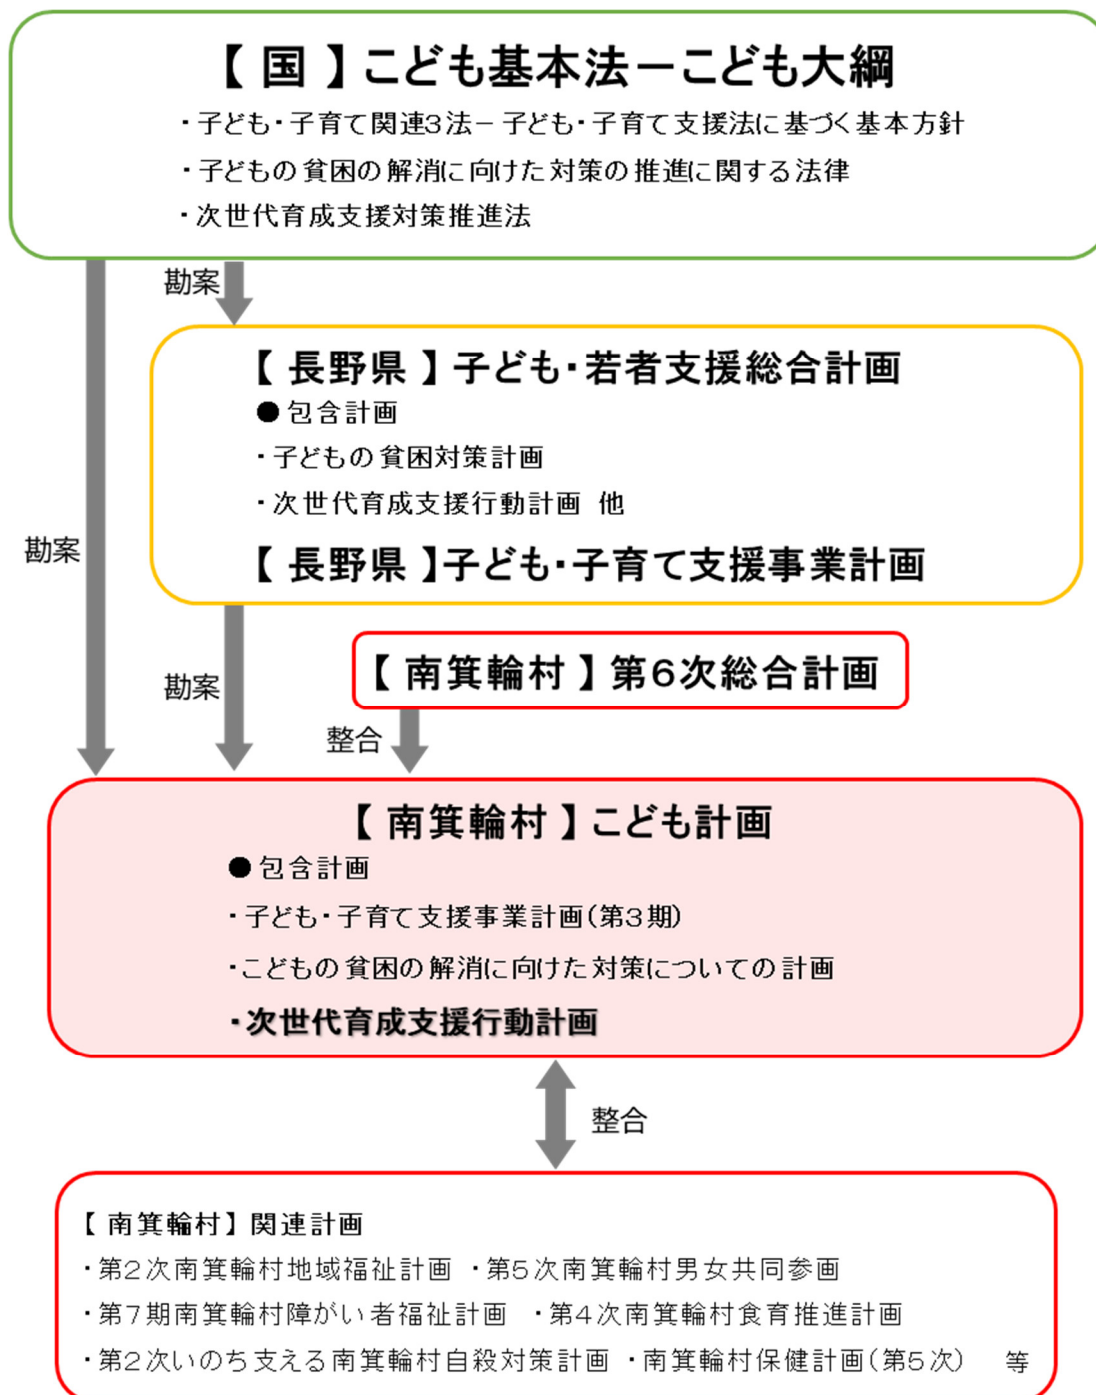 【 国 】こども基本法－こども大綱
・子ども・子育て関連3法－子ども・子育て支援法に基づく基本方針
・子どもの貧困の解消に向けた対策の推進に関する法律
・次世代育成支援対策推進法
勘案
【 長野県 】子ども・若者支援総合計画
●包含計画
・子どもの貧困対策計画
・次世代育成支援行動計画 他
勘案
【 長野県 】子ども・子育て支援事業計画
【 南箕輪村 】第6次総合計画
勘案
整合
【 南箕輪村 】こども計画
●包含計画
・子ども・子育て支援事業計画(第3期)
・こどもの貧困の解消に向けた対策についての計画
・次世代育成支援行動計画
整合
【 南箕輪村】関連計画
・第2次南箕輪村地域福祉計画 ・第5次南箕輪村男女共同参画
・第7期南箕輪村障がい者福祉計画 ・第4次南箕輪村食育推進計画
・第2次いのち支える南箕輪村自殺対策計画 ・南箕輪村保健計画(第5次) 等